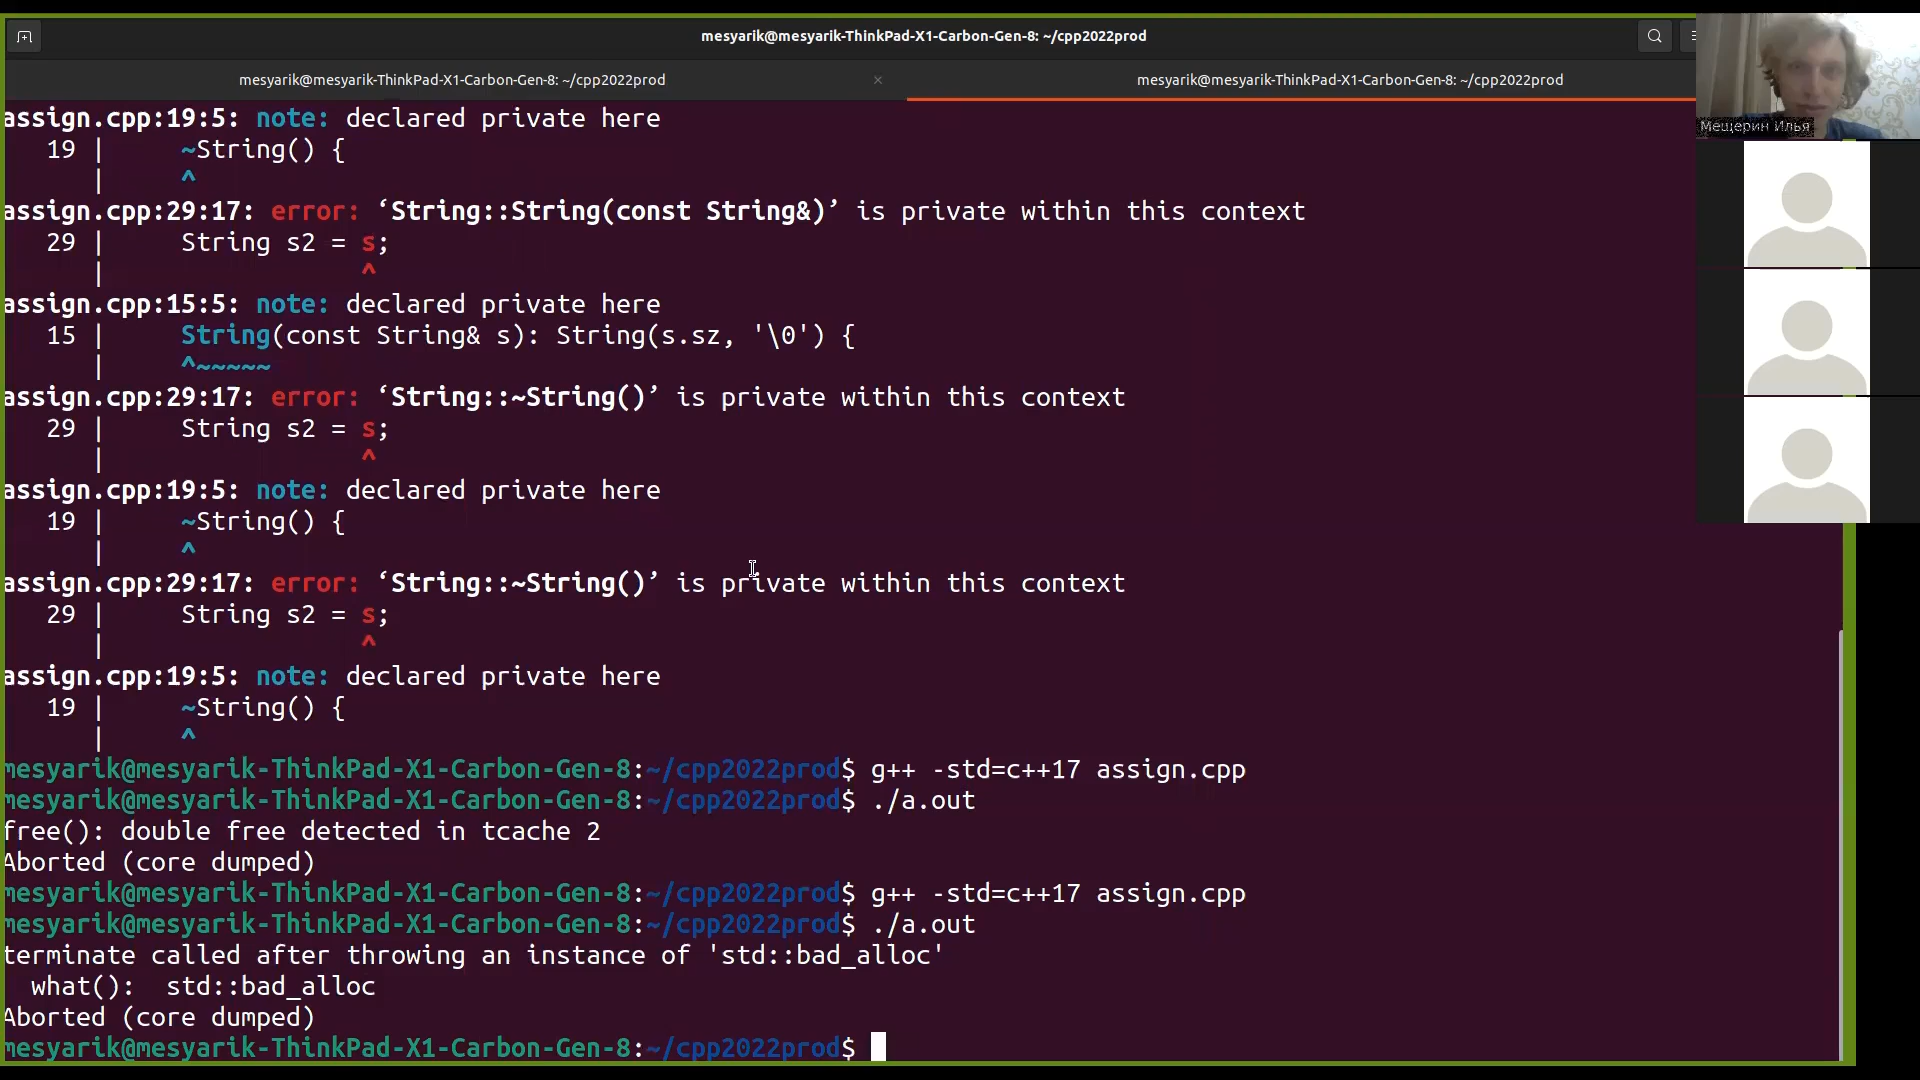 mesyarik@mesyarik-ThinkPad-X1-Carbon-Gen-8: ~/cpp2022prod
mesyarik@mesyarik-ThinkPad-X1-Carbon-Gen-8: ~/cpp2022prod
mesyarik@mesyarik-ThinkPad-X1-Carbon-Gen-8: ~/cpp2022prod
Мещерин Илья
assign.cpp:19:5: note: declared private here
19 | ~String() {
| ^
assign.cpp:29:17: error: ‘String::String(const String&)’ is private within this context
29 | String s2 = s;
| ^
assign.cpp:15:5: note: declared private here
15 | String(const String& s): String(s.sz, '\0') {
| ^~~~~~
assign.cpp:29:17: error: ‘String::~String()’ is private within this context
29 | String s2 = s;
| ^
assign.cpp:19:5: note: declared private here
19 | ~String() {
| ^
assign.cpp:29:17: error: ‘String::~String()’ is private within this context
29 | String s2 = s;
| ^
assign.cpp:19:5: note: declared private here
19 | ~String() {
| ^
mesyarik@mesyarik-ThinkPad-X1-Carbon-Gen-8:~/cpp2022prod$ g++ -std=c++17 assign.cpp
mesyarik@mesyarik-ThinkPad-X1-Carbon-Gen-8:~/cpp2022prod$ ./a.out
free(): double free detected in tcache 2
Aborted (core dumped)
mesyarik@mesyarik-ThinkPad-X1-Carbon-Gen-8:~/cpp2022prod$ g++ -std=c++17 assign.cpp
mesyarik@mesyarik-ThinkPad-X1-Carbon-Gen-8:~/cpp2022prod$ ./a.out
terminate called after throwing an instance of 'std::bad_alloc'
what(): std::bad_alloc
Aborted (core dumped)
mesyarik@mesyarik-ThinkPad-X1-Carbon-Gen-8:~/cpp2022prod$